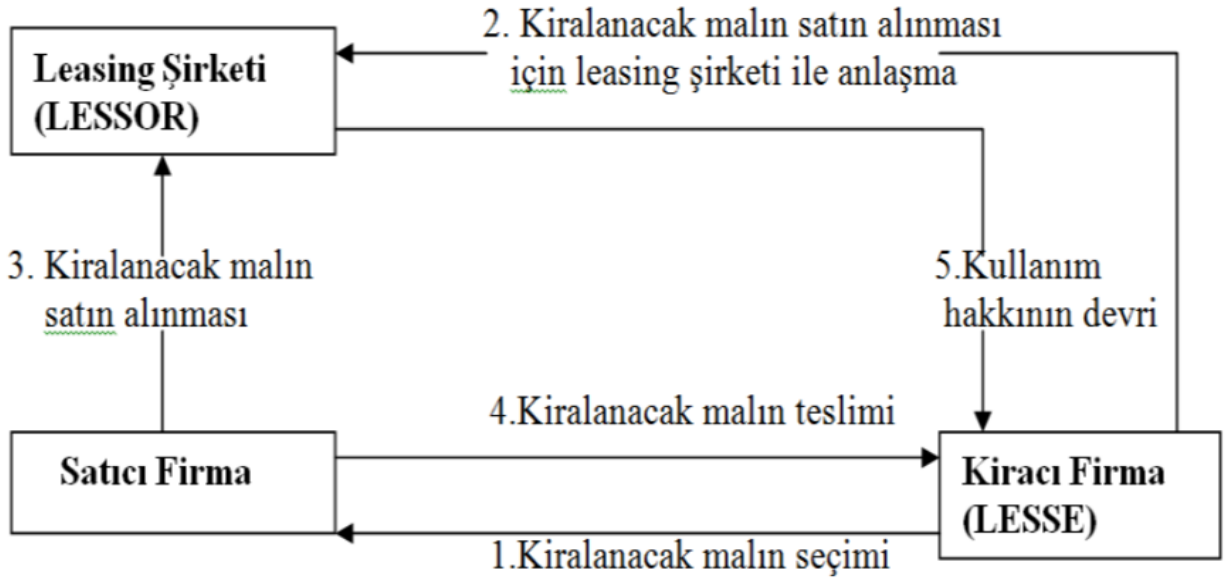 2. Kiralanacak malın satın alınması
için leasing şirketi ile anlaşma
Leasing Şirketi
(LESSOR)
3. Kiralanacak malın
satın alınması
5.Kullanım
hakkının devri
4.Kiralanacak malın teslimi
Satıcı Firma
Kiracı Firma
(LESSE)
1.Kiralanacak malın seçimi